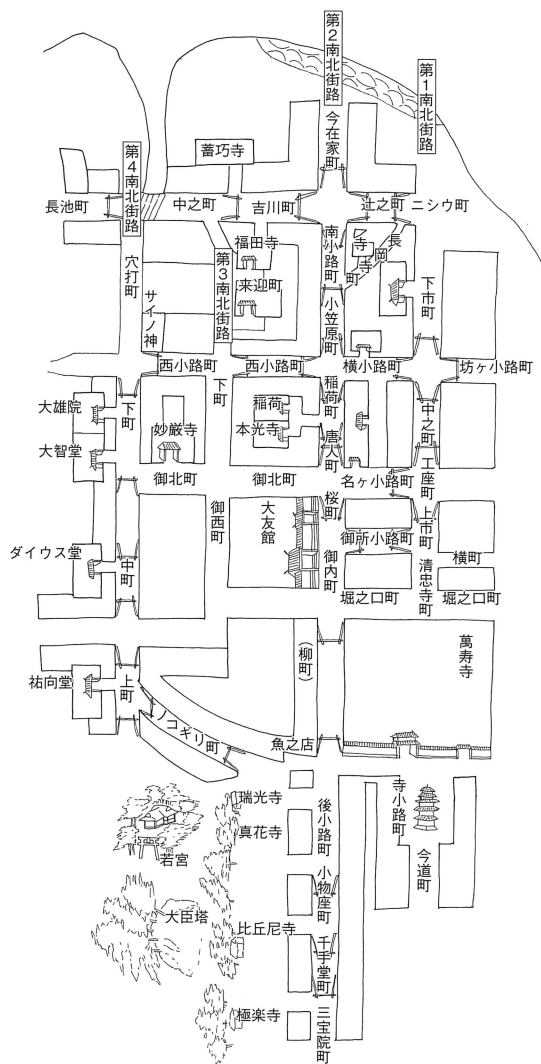 第2南北街路
第1南北街路
今在家町
蓄巧寺
第4南北街路
長池町
中之町
吉川町
辻之町
ニシウ町
福田寺
南小路町
寺
長岡寺町
穴打町
第3南北街路
来迎町
下市町
サイノ神
小笠原町
西小路町
西小路町
横小路町
坊ヶ小路町
大雄院
下町
下町
稲荷
稲荷町
中之町
妙厳寺
本光寺
唐人町
大智堂
工座町
御北町
御北町
名ヶ小路町
御西町
大友館
桜町
上市町
御所小路町
横町
ダイウス堂
中町
御内町
清忠寺町
堀之口町
堀之口町
(柳町)
萬寿寺
祐向堂
上町
ノコギリ町
魚之店
瑞光寺
後小路町
寺小路町
真花寺
若宮
今道町
小物座町
大臣塔
比丘尼寺
千手堂町
極楽寺
三宝院町